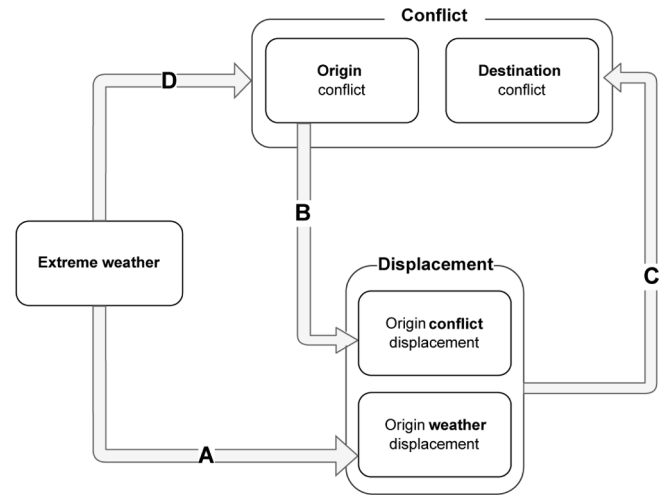 Conflict
Origin
conflict
Destination
conflict
D
Extreme weather
B
C
Displacement
Origin conflict
displacement
Origin weather
displacement
A